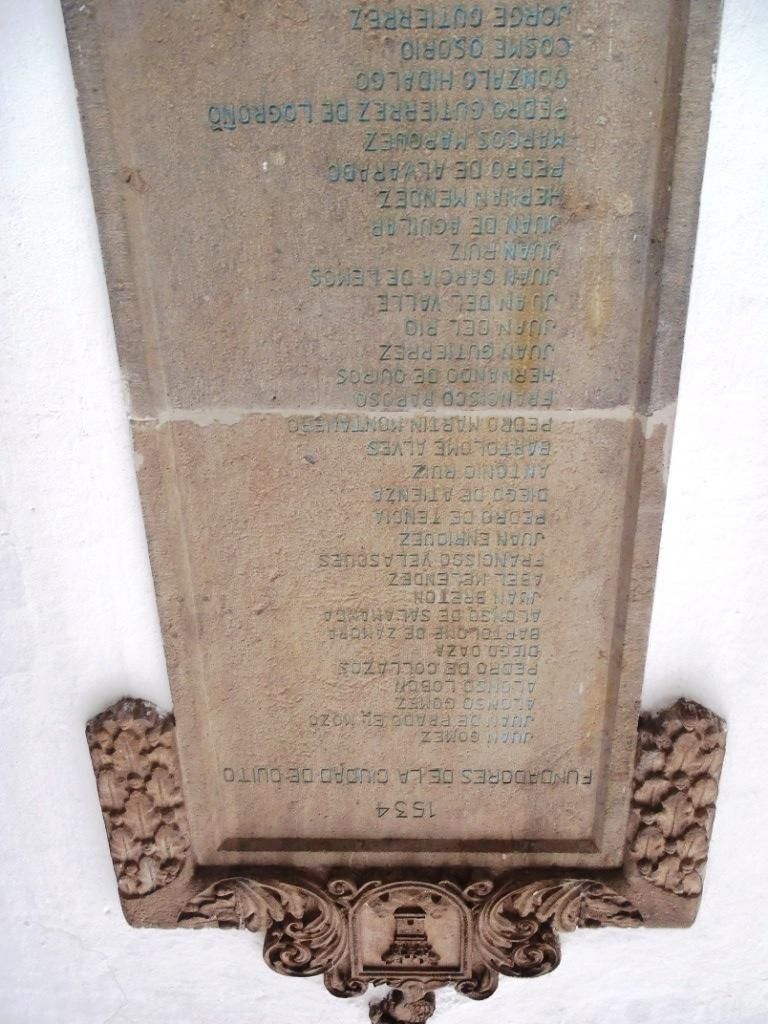 1534
FUNDADORES DE LA CIUDAD DE QUITO
JUAN GOMEZ
JUAN DE PRADO EL MOZO
ALONSO GOMEZ
ALONSO LOBON
PEDRO DE COLLAZOS
DIEGO DAZA
BARTOLOME DE ZAMORA
ALONSO DE SALAMANCA
JUAN BRETON
ABEL MELENDEZ
FRANCISCO VELASQUES
JUAN ENRIQUEZ
PEDRO DE TENCIA
DIEGO DE ATIENZA
ANTONIO RUIZ
BARTOLOME ALVES
PEDRO MARTIN MONTANERO
FRANCISCO RAPOSO
HERNANDO DE QUIROS
JUAN GUTIERREZ
JUAN DEL RIO
JUAN DEL VALLE
JUAN GARCIA DE LEMOS
JUAN RUIZ
JUAN DE AGUILAR
HERNAN MENDEZ
PEDRO DE ALVARADO
MARCOS MARQUEZ
PEDRO GUTIERREZ DE LOGROÑO
GONZALO HIDALGO
COSME OSORIO
JORGE GUTIERREZ